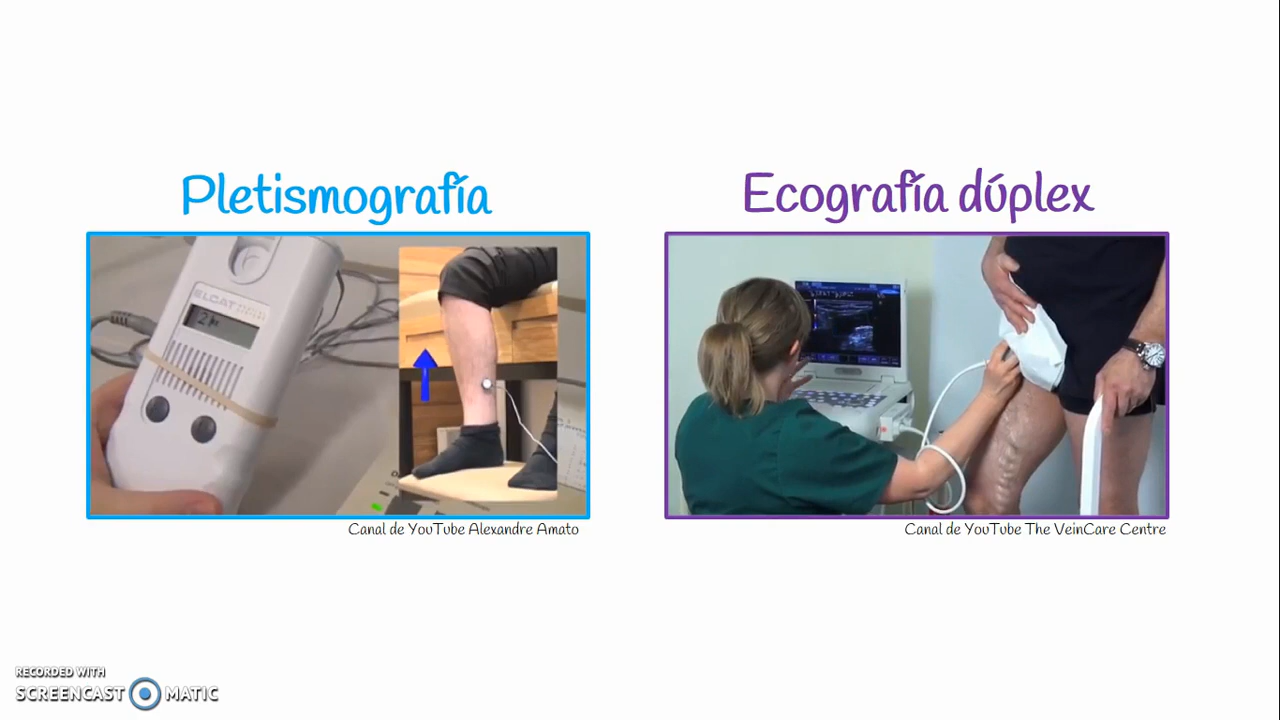 Pletismografía
Ecografía dúplex
ELCAT
Canal de YouTube Alexandre Amato
Canal de YouTube The VeinCare Centre
RECORDED WITH
SCREENCAST MATIC